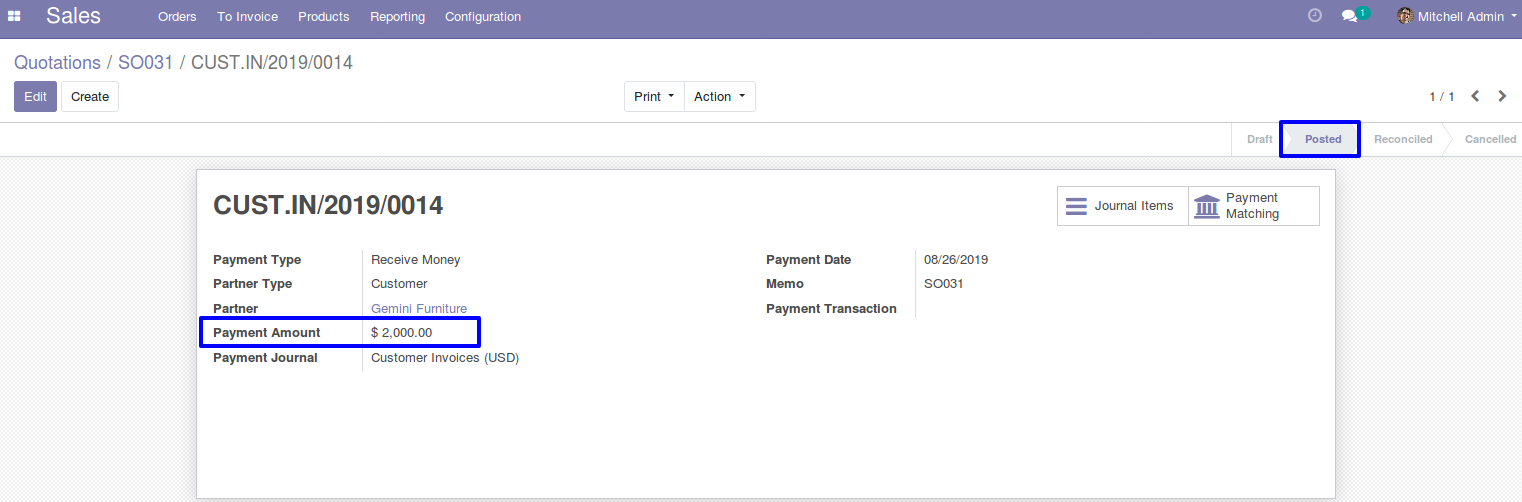 Sales Orders To Invoice Products Reporting Configuration 1 Mitchell Admin
Quotations / SO031 / CUST.IN/2019/0014
Edit Create Print Action 1 / 1
Draft Posted Reconciled Cancelled
CUST.IN/2019/0014
Journal Items
Payment
Matching
Payment Type Receive Money
Partner Type Customer
Partner Gemini Furniture
Payment Amount $ 2,000.00
Payment Journal Customer Invoices (USD)
Payment Date 08/26/2019
Memo SO031
Payment Transaction